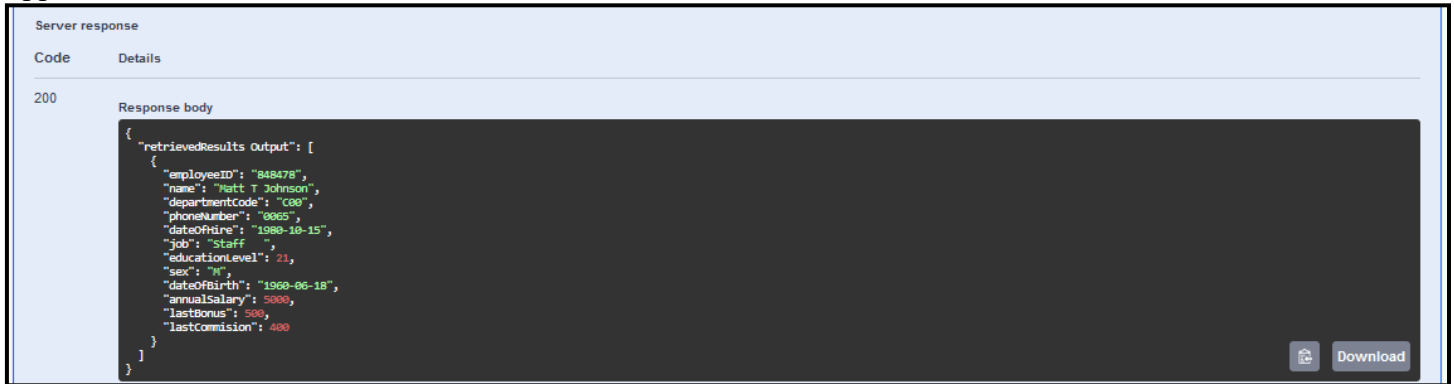 Server response
Code Details
200
Response body
{
  "retrievedResults Output": [
    {
      "employeeID": "848478",
      "name": "Matt T Johnson",
      "departmentCode": "C00",
      "phoneNumber": "0065",
      "dateOfHire": "1980-10-15",
      "job": "Staff   ",
      "educationLevel": 21,
      "sex": "M",
      "dateOfBirth": "1960-06-18",
      "annualSalary": 5000,
      "lastBonus": 500,
      "lastCommision": 400
    }
  ]
}
Download